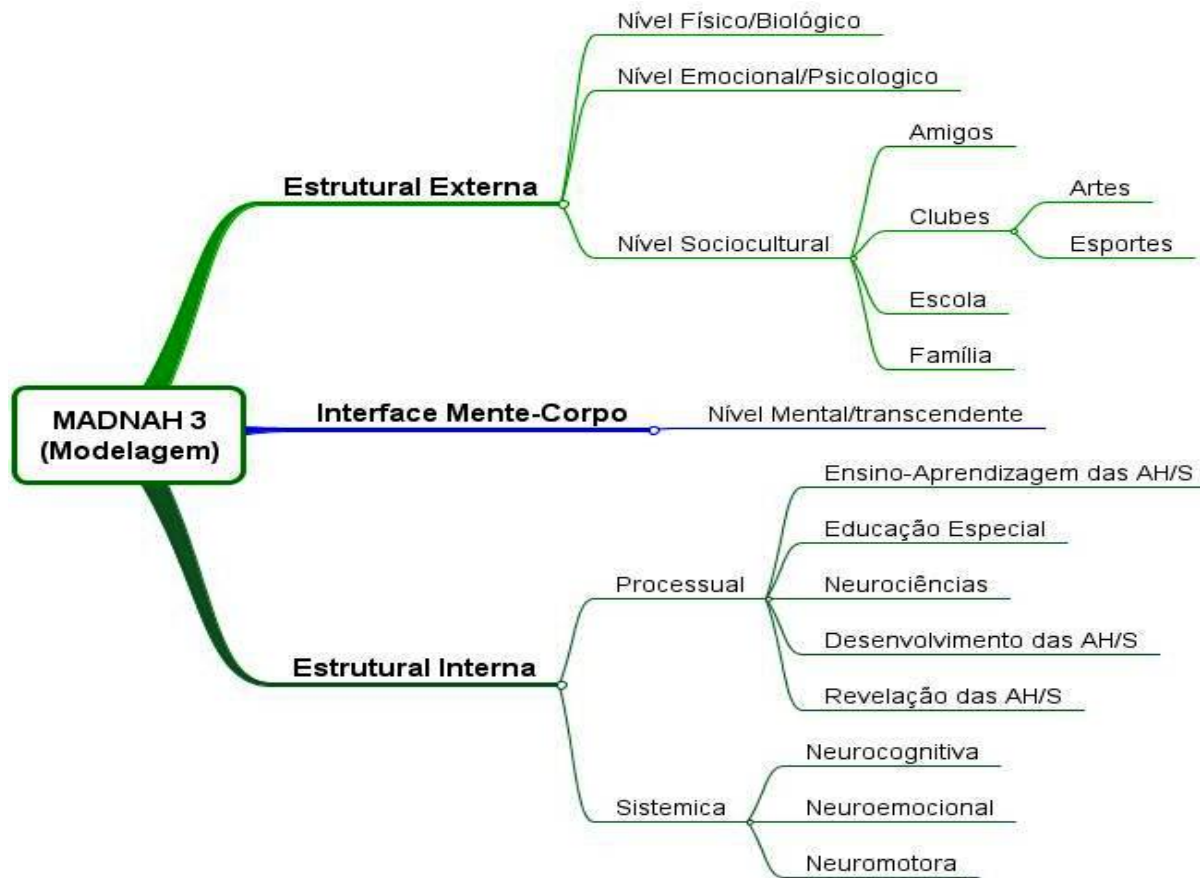 Nível Físico/Biológico
Nível Emocional/Psicologico
Amigos
Artes
Estrutural Externa
Clubes
Nível Sociocultural
Esportes
Escola
Família
MADNAH 3
(Modelagem)
Interface Mente-Corpo
Nível Mental/transcendente
Ensino-Aprendizagem das AH/S
Educação Especial
Processual
Neurociências
Desenvolvimento das AH/S
Estrutural Interna
Revelação das AH/S
Neurocognitiva
Sistemica
Neuroemocional
Neuromotora